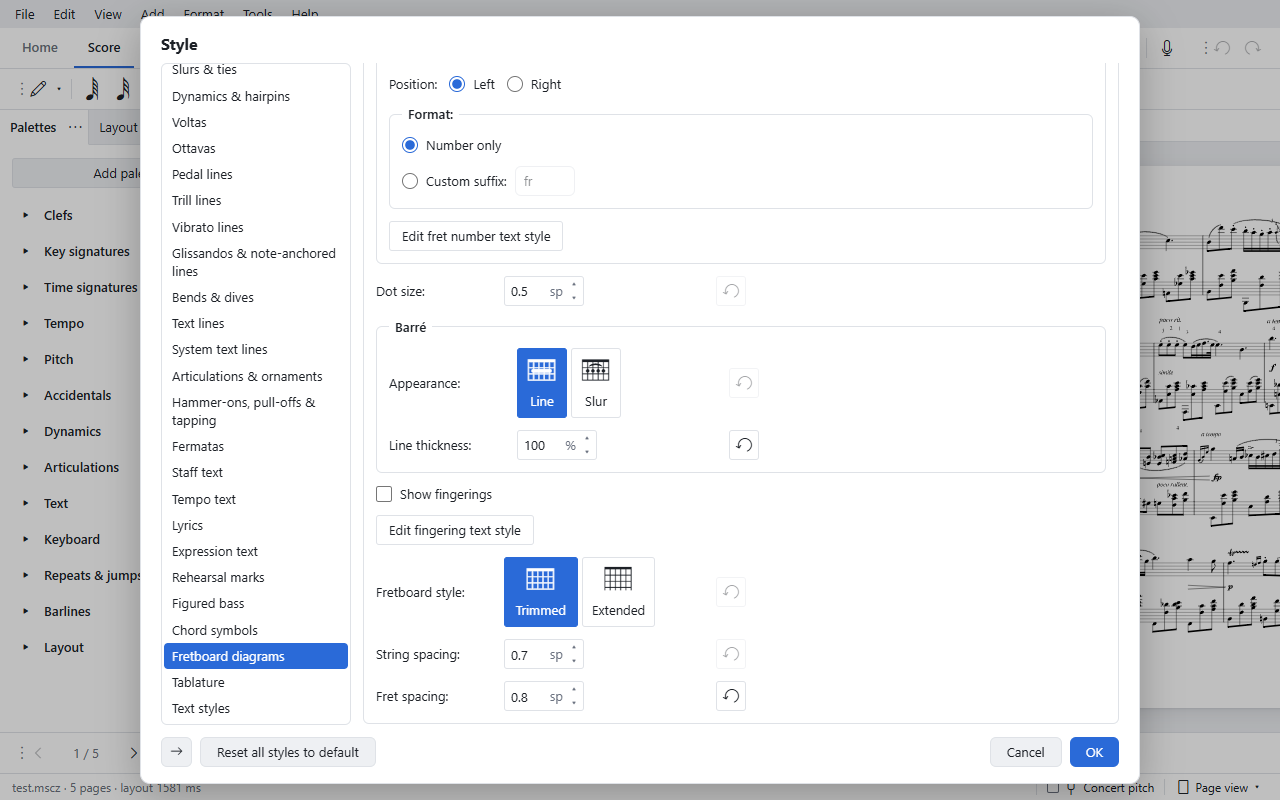 File Edit View Add Format Tools Help
Style
Home Score
Slurs & ties
Dynamics & hairpins
Voltas
Ottavas
Pedal lines
Trill lines
Vibrato lines
Glissandos & note-anchored
lines
Bends & dives
Text lines
System text lines
Articulations & ornaments
Hammer-ons, pull-offs &
tapping
Fermatas
Staff text
Tempo text
Lyrics
Expression text
Rehearsal marks
Figured bass
Chord symbols
Fretboard diagrams
Tablature
Text styles
Position: Left Right
Format:
Number only
Custom suffix: fr
Edit fret number text style
Dot size: 0.5 sp
Barré
Appearance: Line Slur
Line thickness: 100 %
Show fingerings
Edit fingering text style
Fretboard style: Trimmed Extended
String spacing: 0.7 sp
Fret spacing: 0.8 sp
Reset all styles to default
Cancel OK
Palettes Layout
Add pale
Clefs
Key signatures
Time signatures
Tempo
Pitch
Accidentals
Dynamics
Articulations
Text
Keyboard
Repeats & jumps
Barlines
Layout
1 / 5
test.mscz · 5 pages · layout 1581 ms
Concert pitch Page view
paco rit.
simile
a tempo
poco rallent.